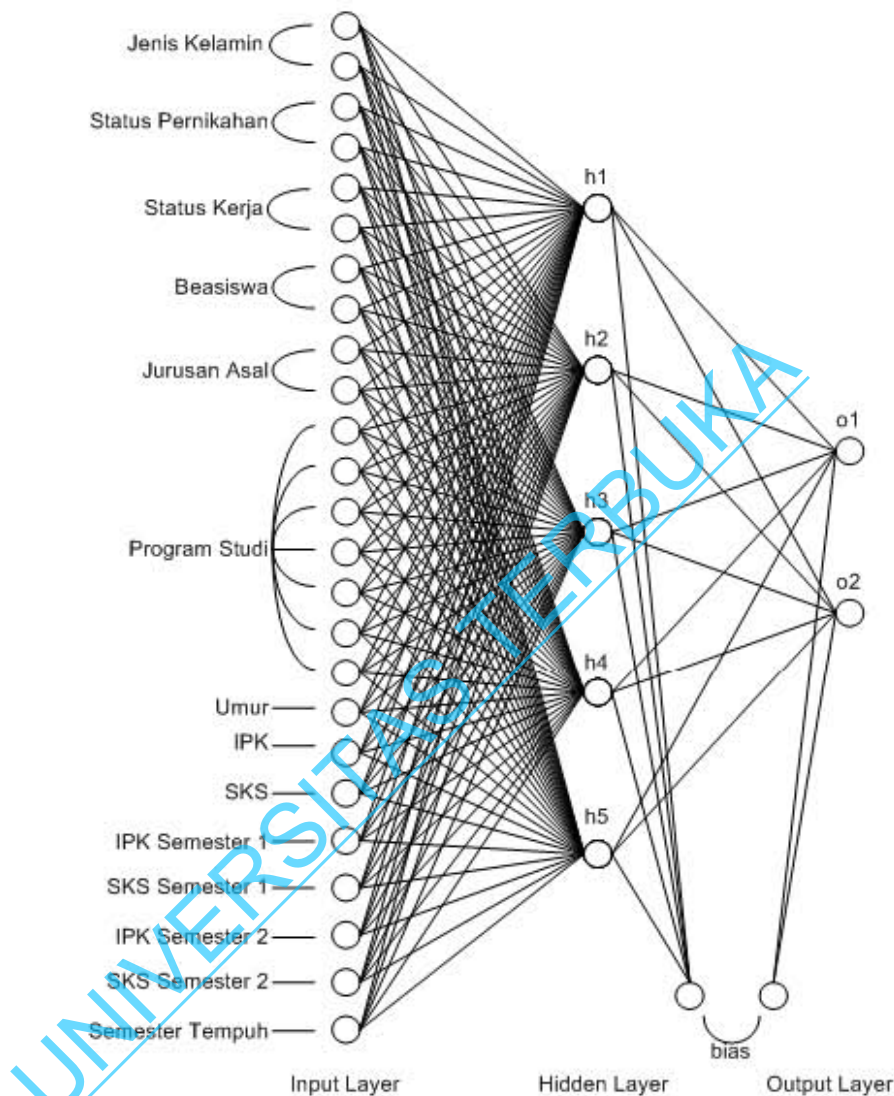 Jenis Kelamin
Status Pernikahan
Status Kerja
Beasiswa
Jurusan Asal
Program Studi
Umur
IPK
SKS
IPK Semester 1
SKS Semester 1
IPK Semester 2
SKS Semester 2
Semester Tempuh
h1
h2
h3
h4
h5
o1
o2
bias
Input Layer
Hidden Layer
Output Layer
UNIVERSITAS TERBUKA